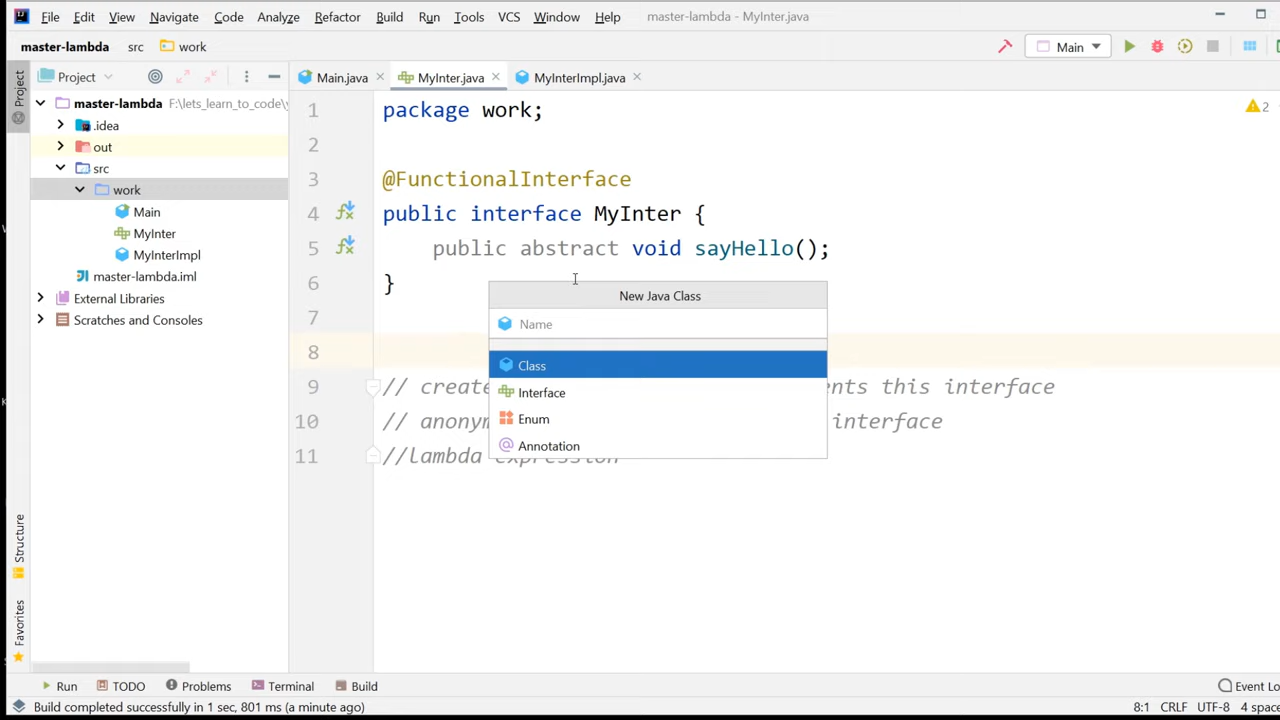 File Edit View Navigate Code Analyze Refactor Build Run Tools VCS Window Help master-lambda - MyInter.java
master-lambda src work Main
Project Main.java MyInter.java MyInterImpl.java
Project
master-lambda F:\lets_learn_to_code\
.idea
out
src
work
Main
MyInter
MyInterImpl
master-lambda.iml
External Libraries
Scratches and Consoles
1 package work;
2
3 @FunctionalInterface
4 public interface MyInter {
5 public abstract void sayHello();
6 }
7
8
9 // create ents this interface
10 // anonym interface
11 //lambda expression
2
New Java Class
Name
Class
Interface
Enum
Annotation
Structure
Favorites
Run TODO Problems Terminal Build Event Lo
Build completed successfully in 1 sec, 801 ms (a minute ago) 8:1 CRLF UTF-8 4 space